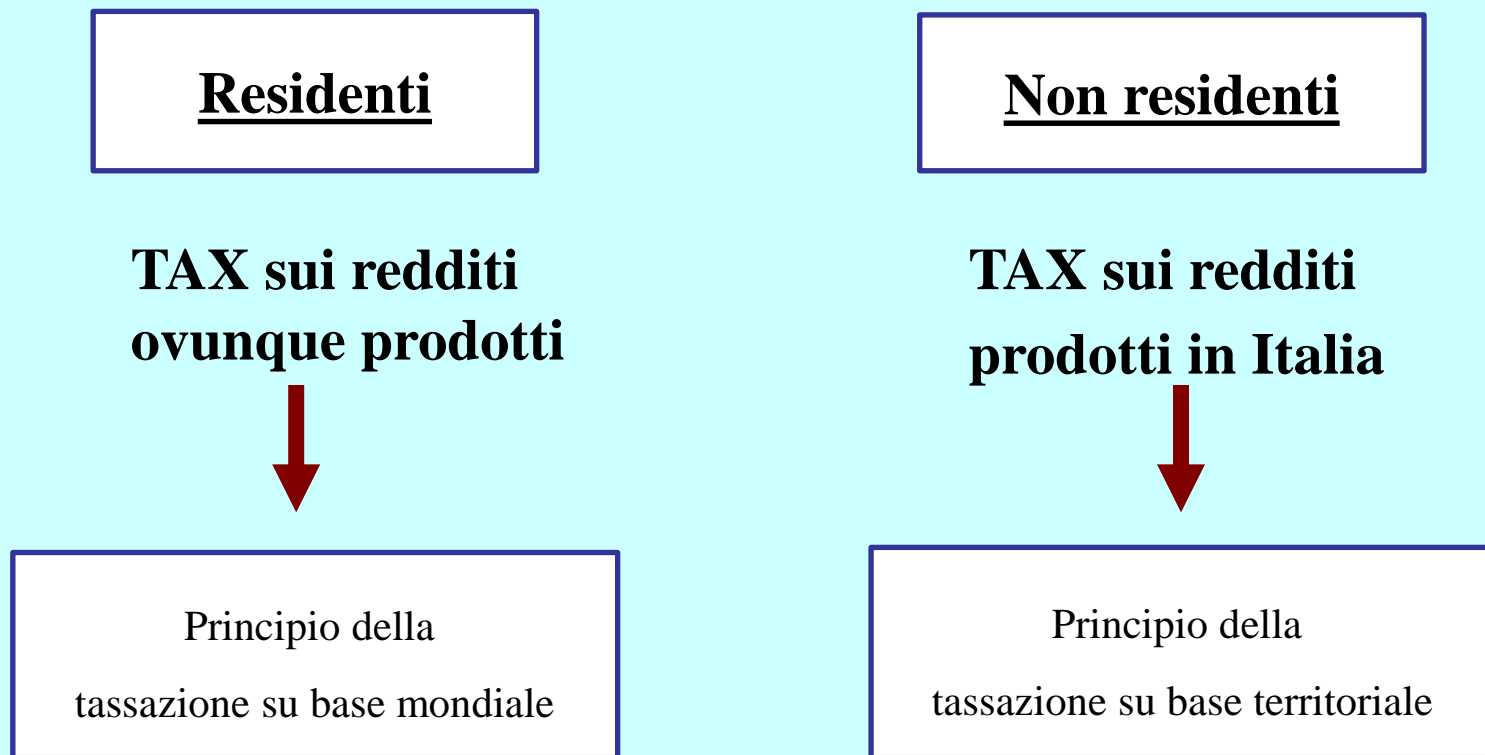 Residenti
TAX sui redditi
ovunque prodotti
Principio della
tassazione su base mondiale
Non residenti
TAX sui redditi
prodotti in Italia
Principio della
tassazione su base territoriale